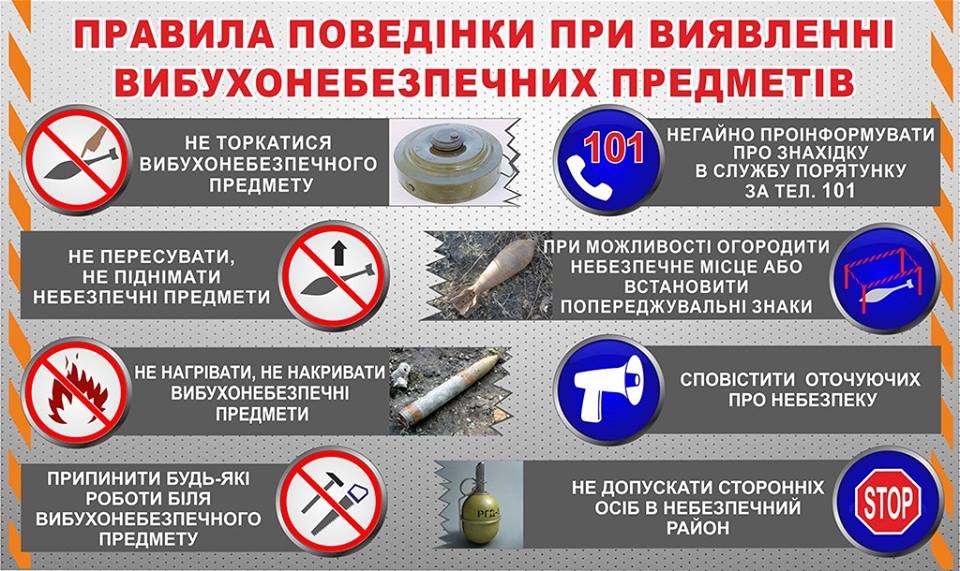 ПРАВИЛА ПОВЕДІНКИ ПРИ ВИЯВЛЕННІ
ВИБУХОНЕБЕЗПЕЧНИХ ПРЕДМЕТІВ
НЕ ТОРКАТИСЯ
ВИБУХОНЕБЕЗПЕЧНОГО
ПРЕДМЕТУ
101
НЕГАЙНО ПРОІНФОРМУВАТИ
ПРО ЗНАХІДКУ
В СЛУЖБУ ПОРЯТУНКУ
ЗА ТЕЛ. 101
НЕ ПЕРЕСУВАТИ,
НЕ ПІДНІМАТИ
НЕБЕЗПЕЧНІ ПРЕДМЕТИ
ПРИ МОЖЛИВОСТІ ОГОРОДИТИ
НЕБЕЗПЕЧНЕ МІСЦЕ АБО
ВСТАНОВИТИ
ПОПЕРЕДЖУВАЛЬНІ ЗНАКИ
НЕ НАГРІВАТИ, НЕ НАКРИВАТИ
ВИБУХОНЕБЕЗПЕЧНІ
ПРЕДМЕТИ
СПОВІСТИТИ ОТОЧУЮЧИХ
ПРО НЕБЕЗПЕКУ
ПРИПИНИТИ БУДЬ-ЯКІ
РОБОТИ БІЛЯ
ВИБУХОНЕБЕЗПЕЧНОГО
ПРЕДМЕТУ
РГД-
НЕ ДОПУСКАТИ СТОРОННІХ
ОСІБ В НЕБЕЗПЕЧНИЙ
РАЙОН
STOP